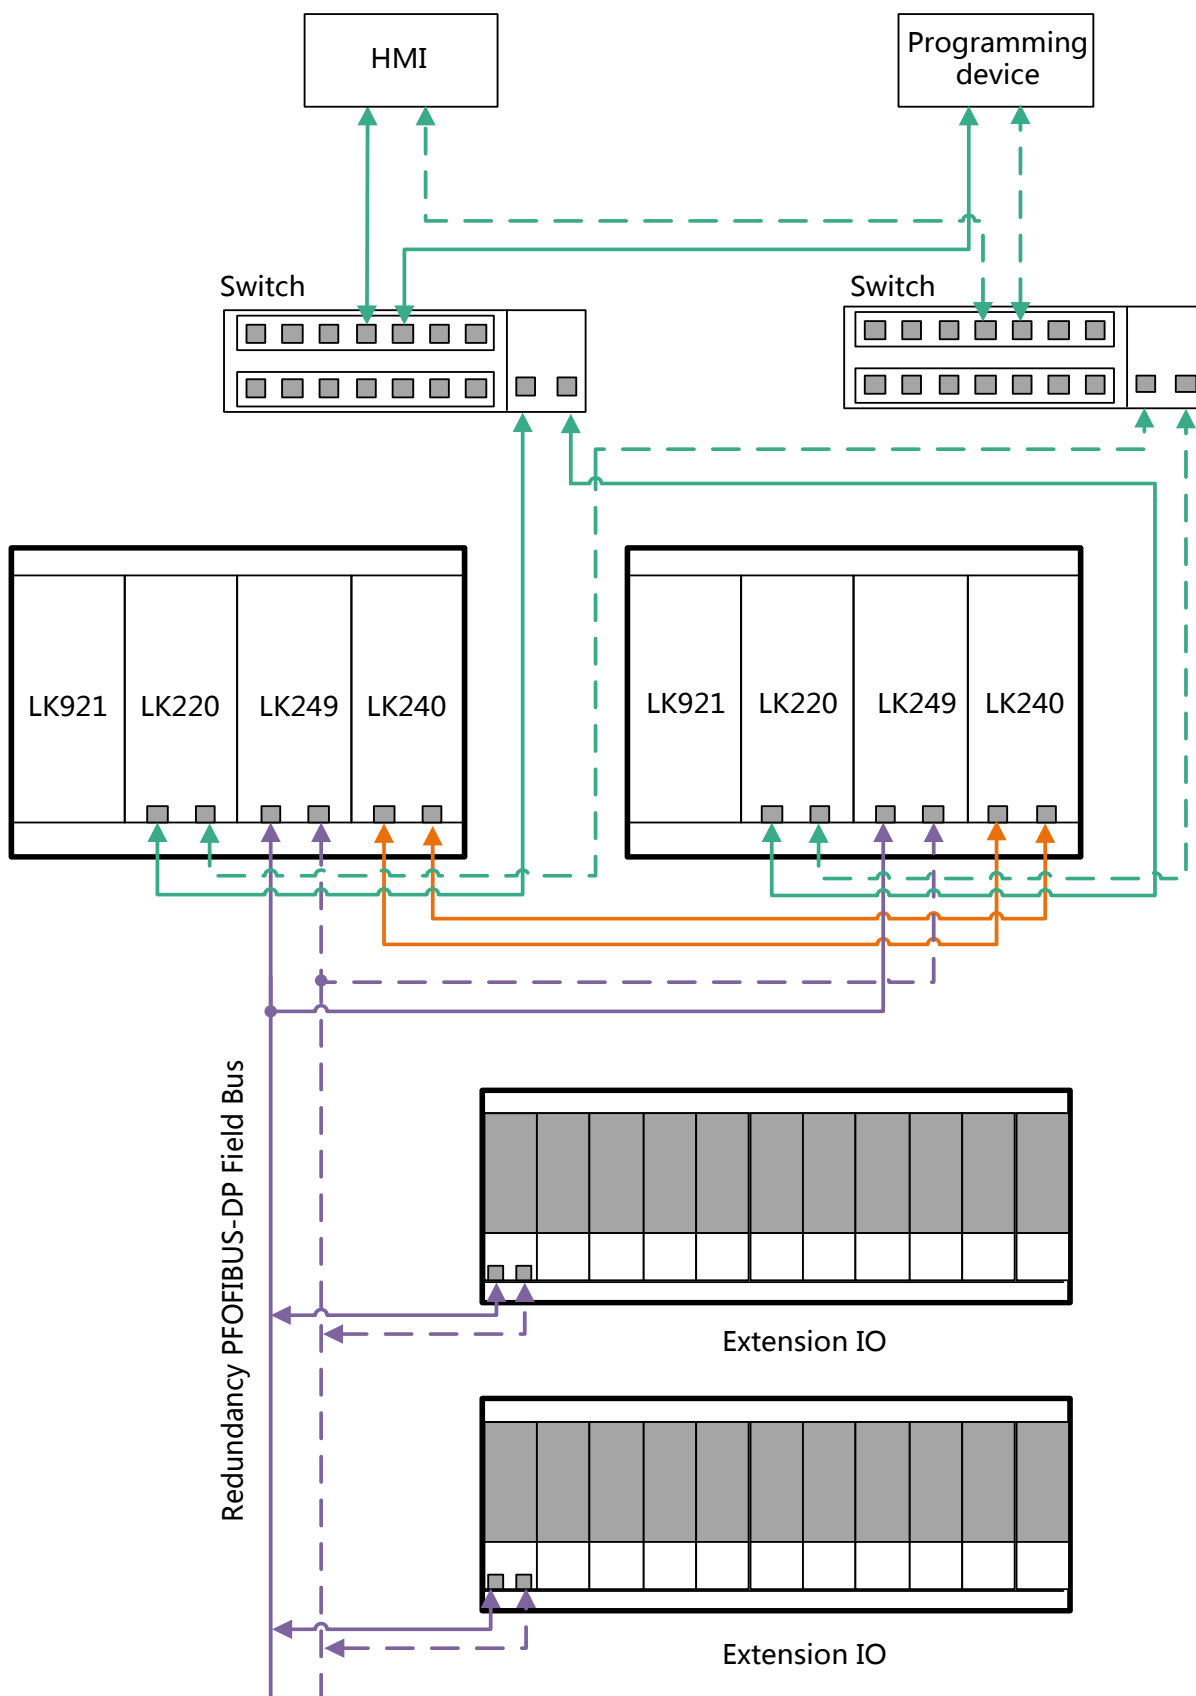 HMI
Programming
device
Switch
Switch
LK921
LK220
LK249
LK240
LK921
LK220
LK249
LK240
Redundancy PFOFIBUS-DP Field Bus
Extension IO
Extension IO